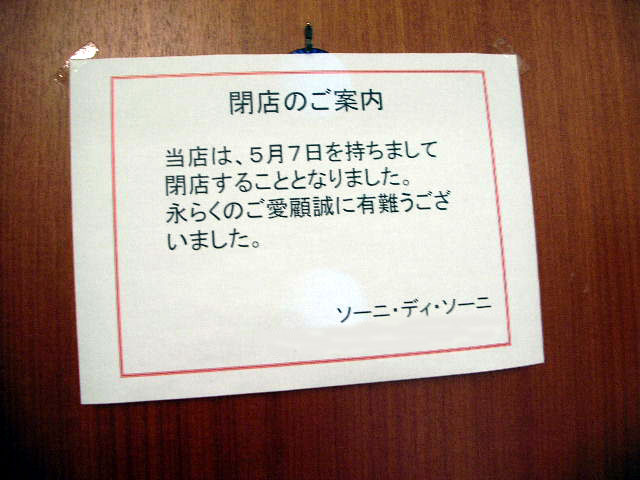 閉店のご案内
当店は、５月７日を持ちまして
閉店することとなりました。
永らくのご愛顧誠に有難うござ
いました。
ソーニ・ディ・ソーニ